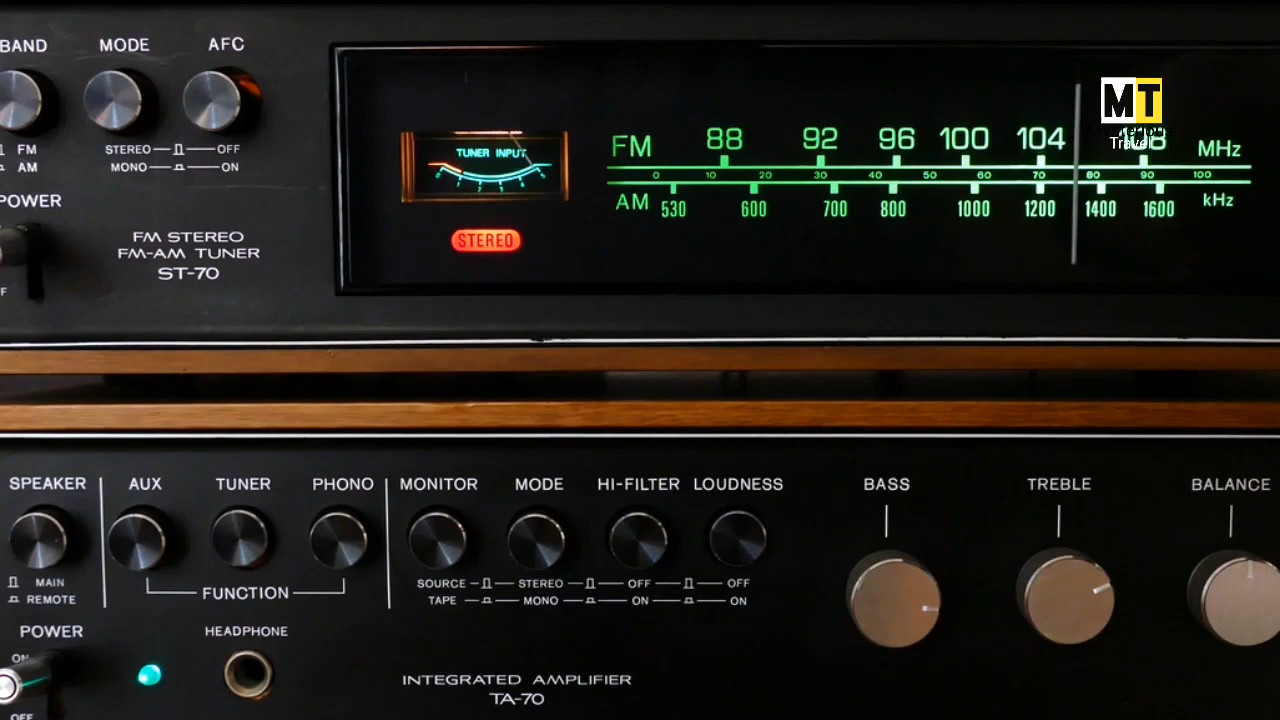 BAND MODE AFC
FM STEREO OFF
AM MONO ON
POWER
FM STEREO
FM-AM TUNER
ST-70
TUNER INPUT
STEREO
FM 88 92 96 100 104 MHz
0 10 20 30 40 50 60 70 80 90 100
AM 530 600 700 800 1000 1200 1400 1600 kHz
MT
Travel
SPEAKER AUX TUNER PHONO MONITOR MODE HI-FILTER LOUDNESS BASS TREBLE BALANCE
MAIN SOURCE STEREO OFF OFF
REMOTE FUNCTION TAPE MONO ON ON
POWER HEADPHONE
ON
OFF
INTEGRATED AMPLIFIER
TA-70